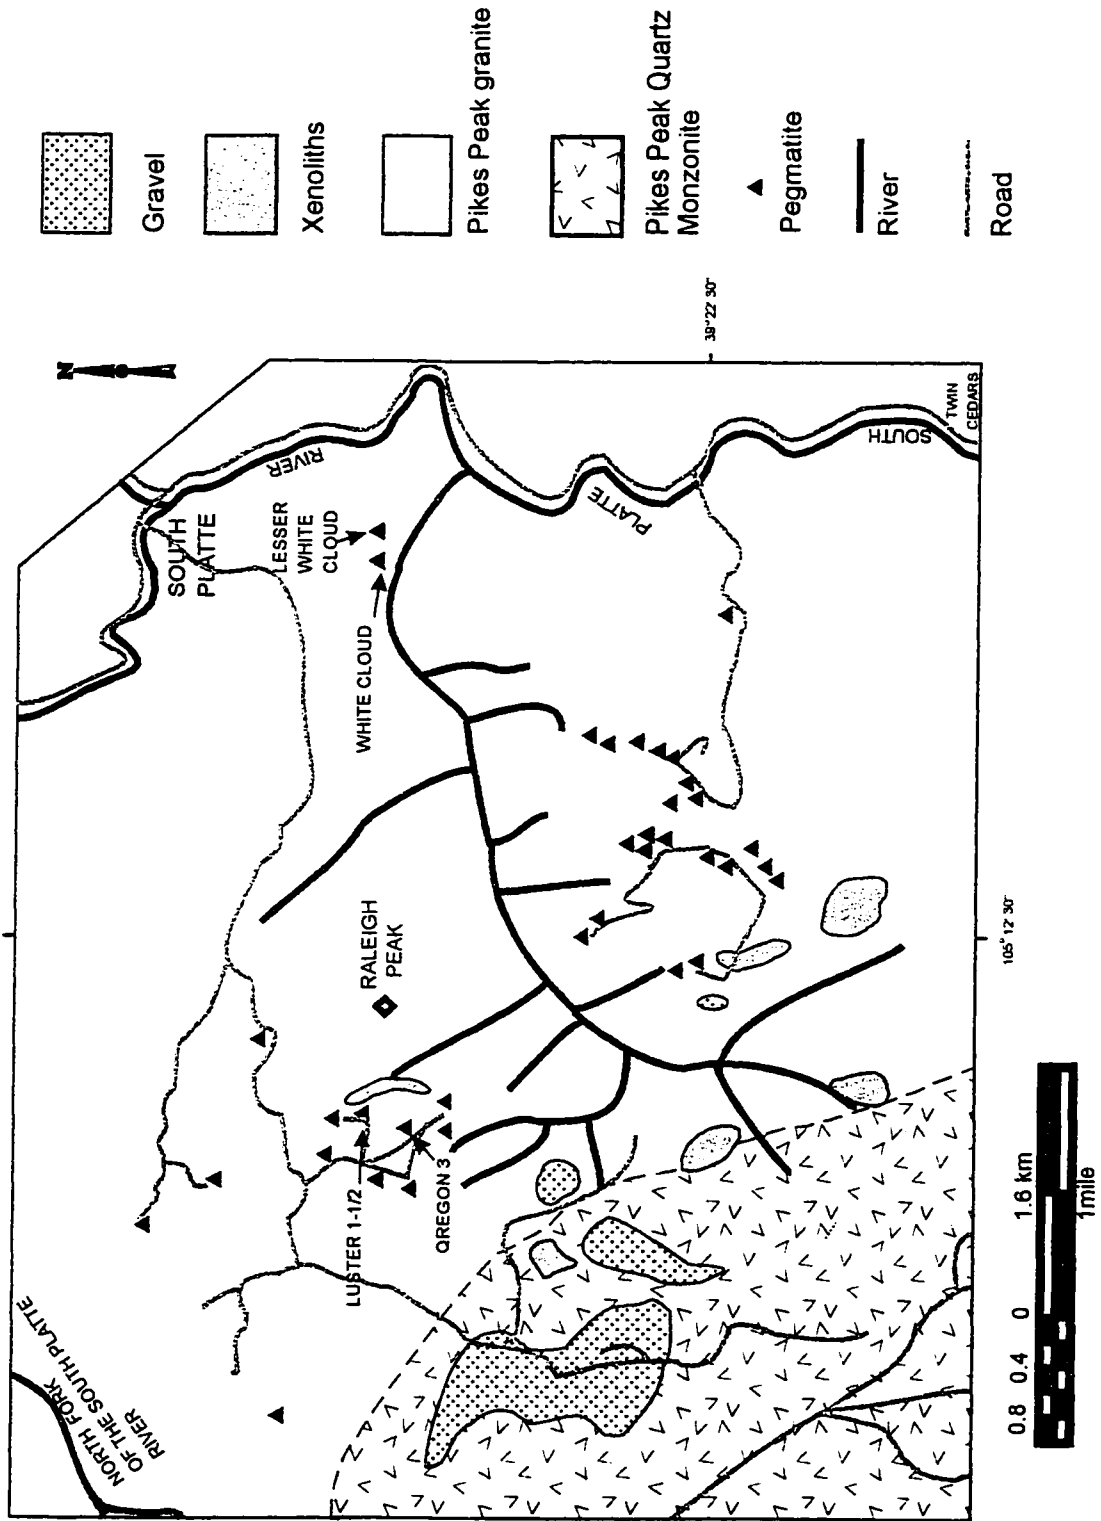 Gravel
Xenoliths
Pikes Peak granite
Pikes Peak Quartz
Monzonite
Pegmatite
River
Road
N
39° 22' 30"
105° 12' 30"
NORTH FORK
OF THE SOUTH PLATTE
RIVER
SOUTH
PLATTE
RIVER
LESSER
WHITE
CLOUD
WHITE CLOUD
RALEIGH
PEAK
LUSTER 1-1/2
OREGON 3
PLATTE
SOUTH
TWIN
CEDARS
0.8 0.4 0 1.6 km
1mile